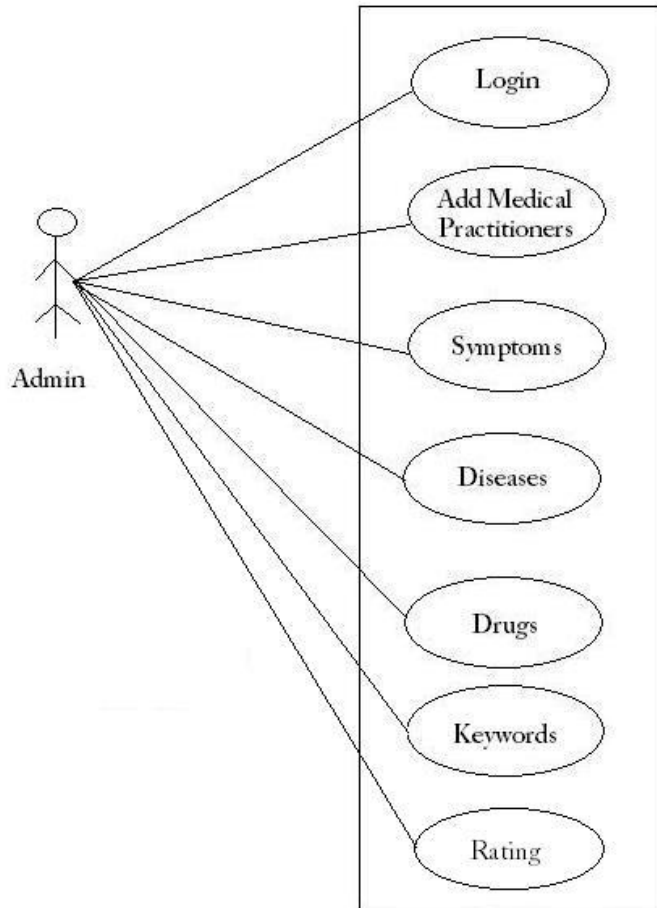 Login
Add Medical
Practitioners
Symptoms
Admin
Diseases
Drugs
Keywords
Rating